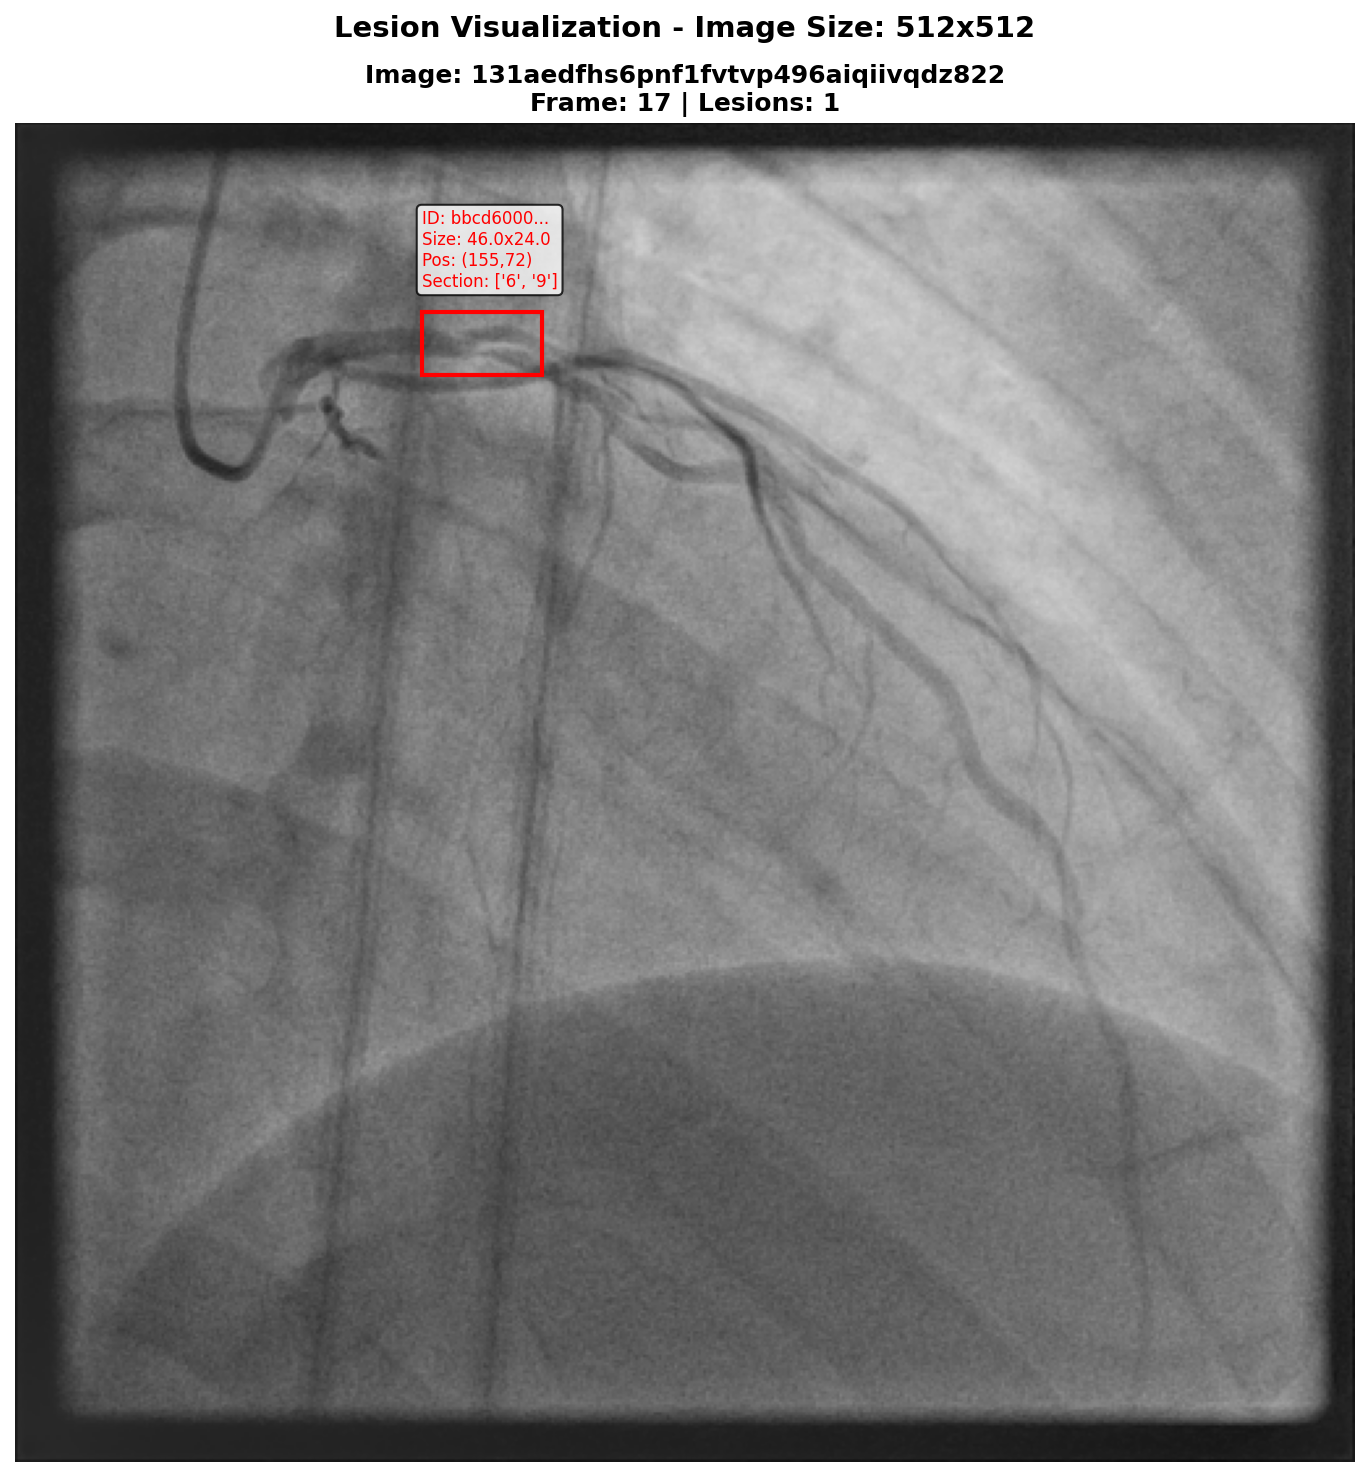 Lesion Visualization - Image Size: 512x512
Image: 131aedfhs6pnf1fvtvp496aiqiivqdz822
Frame: 17 | Lesions: 1
ID: bbcd6000...
Size: 46.0x24.0
Pos: (155,72)
Section: ['6', '9']